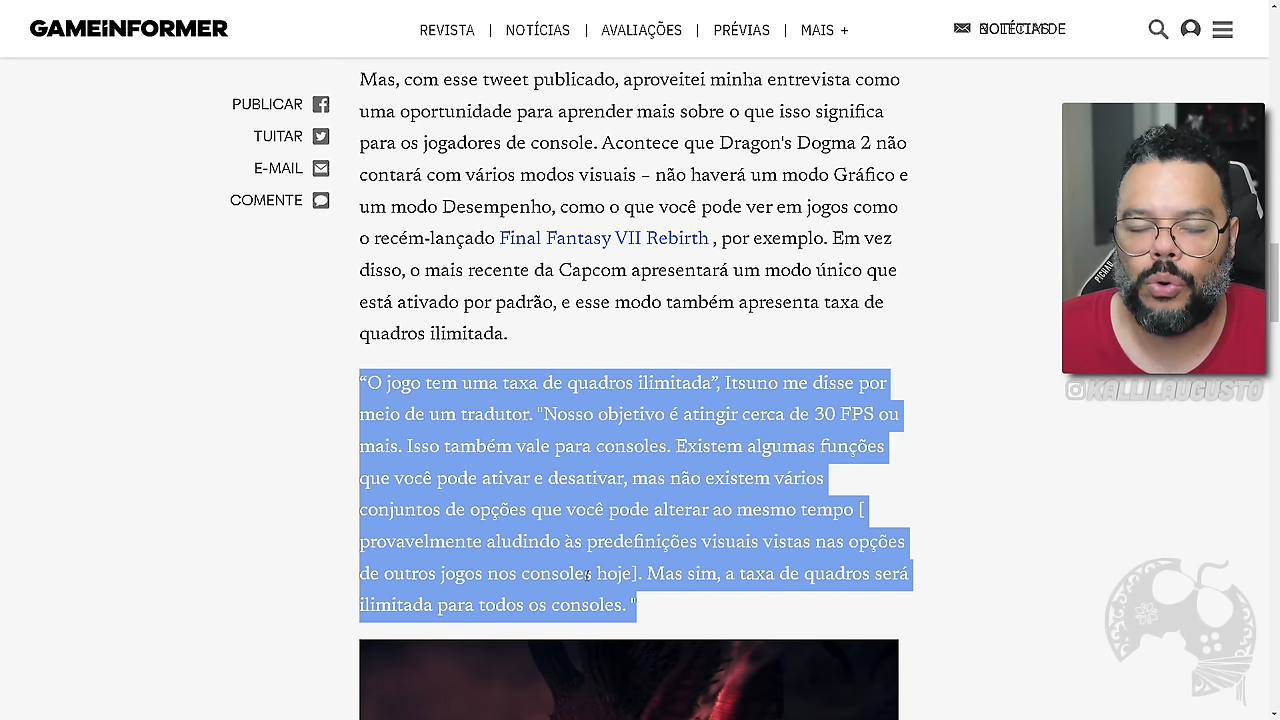 GAMEiNFORMER
REVISTA | NOTÍCIAS | AVALIAÇÕES | PRÉVIAS | MAIS +
PUBLICAR
TUITAR
E-MAIL
COMENTE
Mas, com esse tweet publicado, aproveitei minha entrevista como
uma oportunidade para aprender mais sobre o que isso significa
para os jogadores de console. Acontece que Dragon's Dogma 2 não
contará com vários modos visuais – não haverá um modo Gráfico e
um modo Desempenho, como o que você pode ver em jogos como
o recém-lançado Final Fantasy VII Rebirth , por exemplo. Em vez
disso, o mais recente da Capcom apresentará um modo único que
está ativado por padrão, e esse modo também apresenta taxa de
quadros ilimitada.
“O jogo tem uma taxa de quadros ilimitada”, Itsuno me disse por
meio de um tradutor. "Nosso objetivo é atingir cerca de 30 FPS ou
mais. Isso também vale para consoles. Existem algumas funções
que você pode ativar e desativar, mas não existem vários
conjuntos de opções que você pode alterar ao mesmo tempo [
provavelmente aludindo às predefinições visuais vistas nas opções
de outros jogos nos consoles hoje]. Mas sim, a taxa de quadros será
ilimitada para todos os consoles. "
PICHAU
@KALLILAUGUSTO